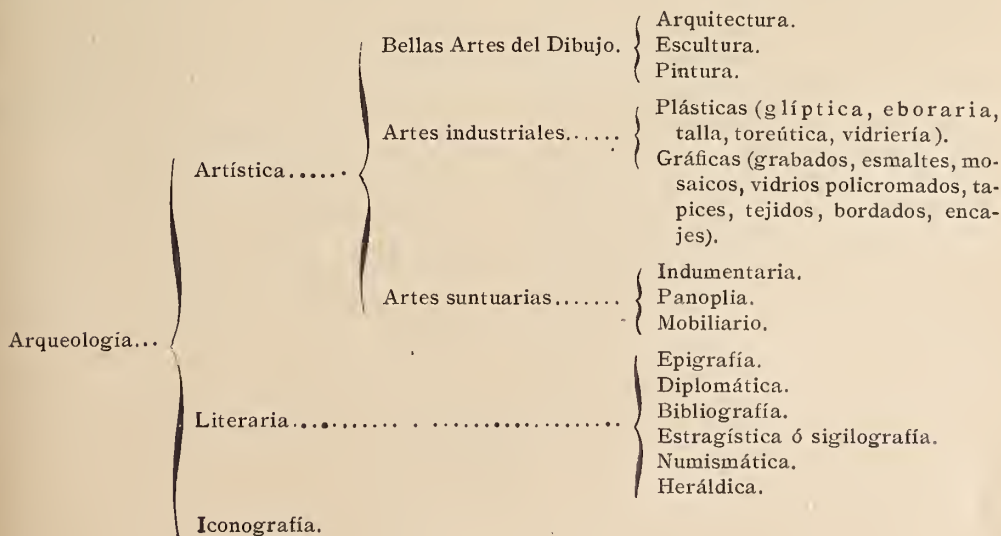 Arquitectura.
Bellas Artes del Dibujo.
Escultura.
Pintura.
Plásticas (glíptica, eboraria,
talla, toreútica, vidriería).
Artes industriales......
Gráficas (grabados, esmaltes, mo-
saicos, vidrios policromados, ta-
pices, tejidos, bordados, enca-
jes).
Artística......
Indumentaria.
Artes suntuarias.......
Panoplia.
Mobiliario.
Arqueología...
Epigrafía.
Diplomática.
Bibliografía.
Literaria........... . ....................
Estragística ó sigilografía.
Numismática.
Heráldica.
Iconografía.